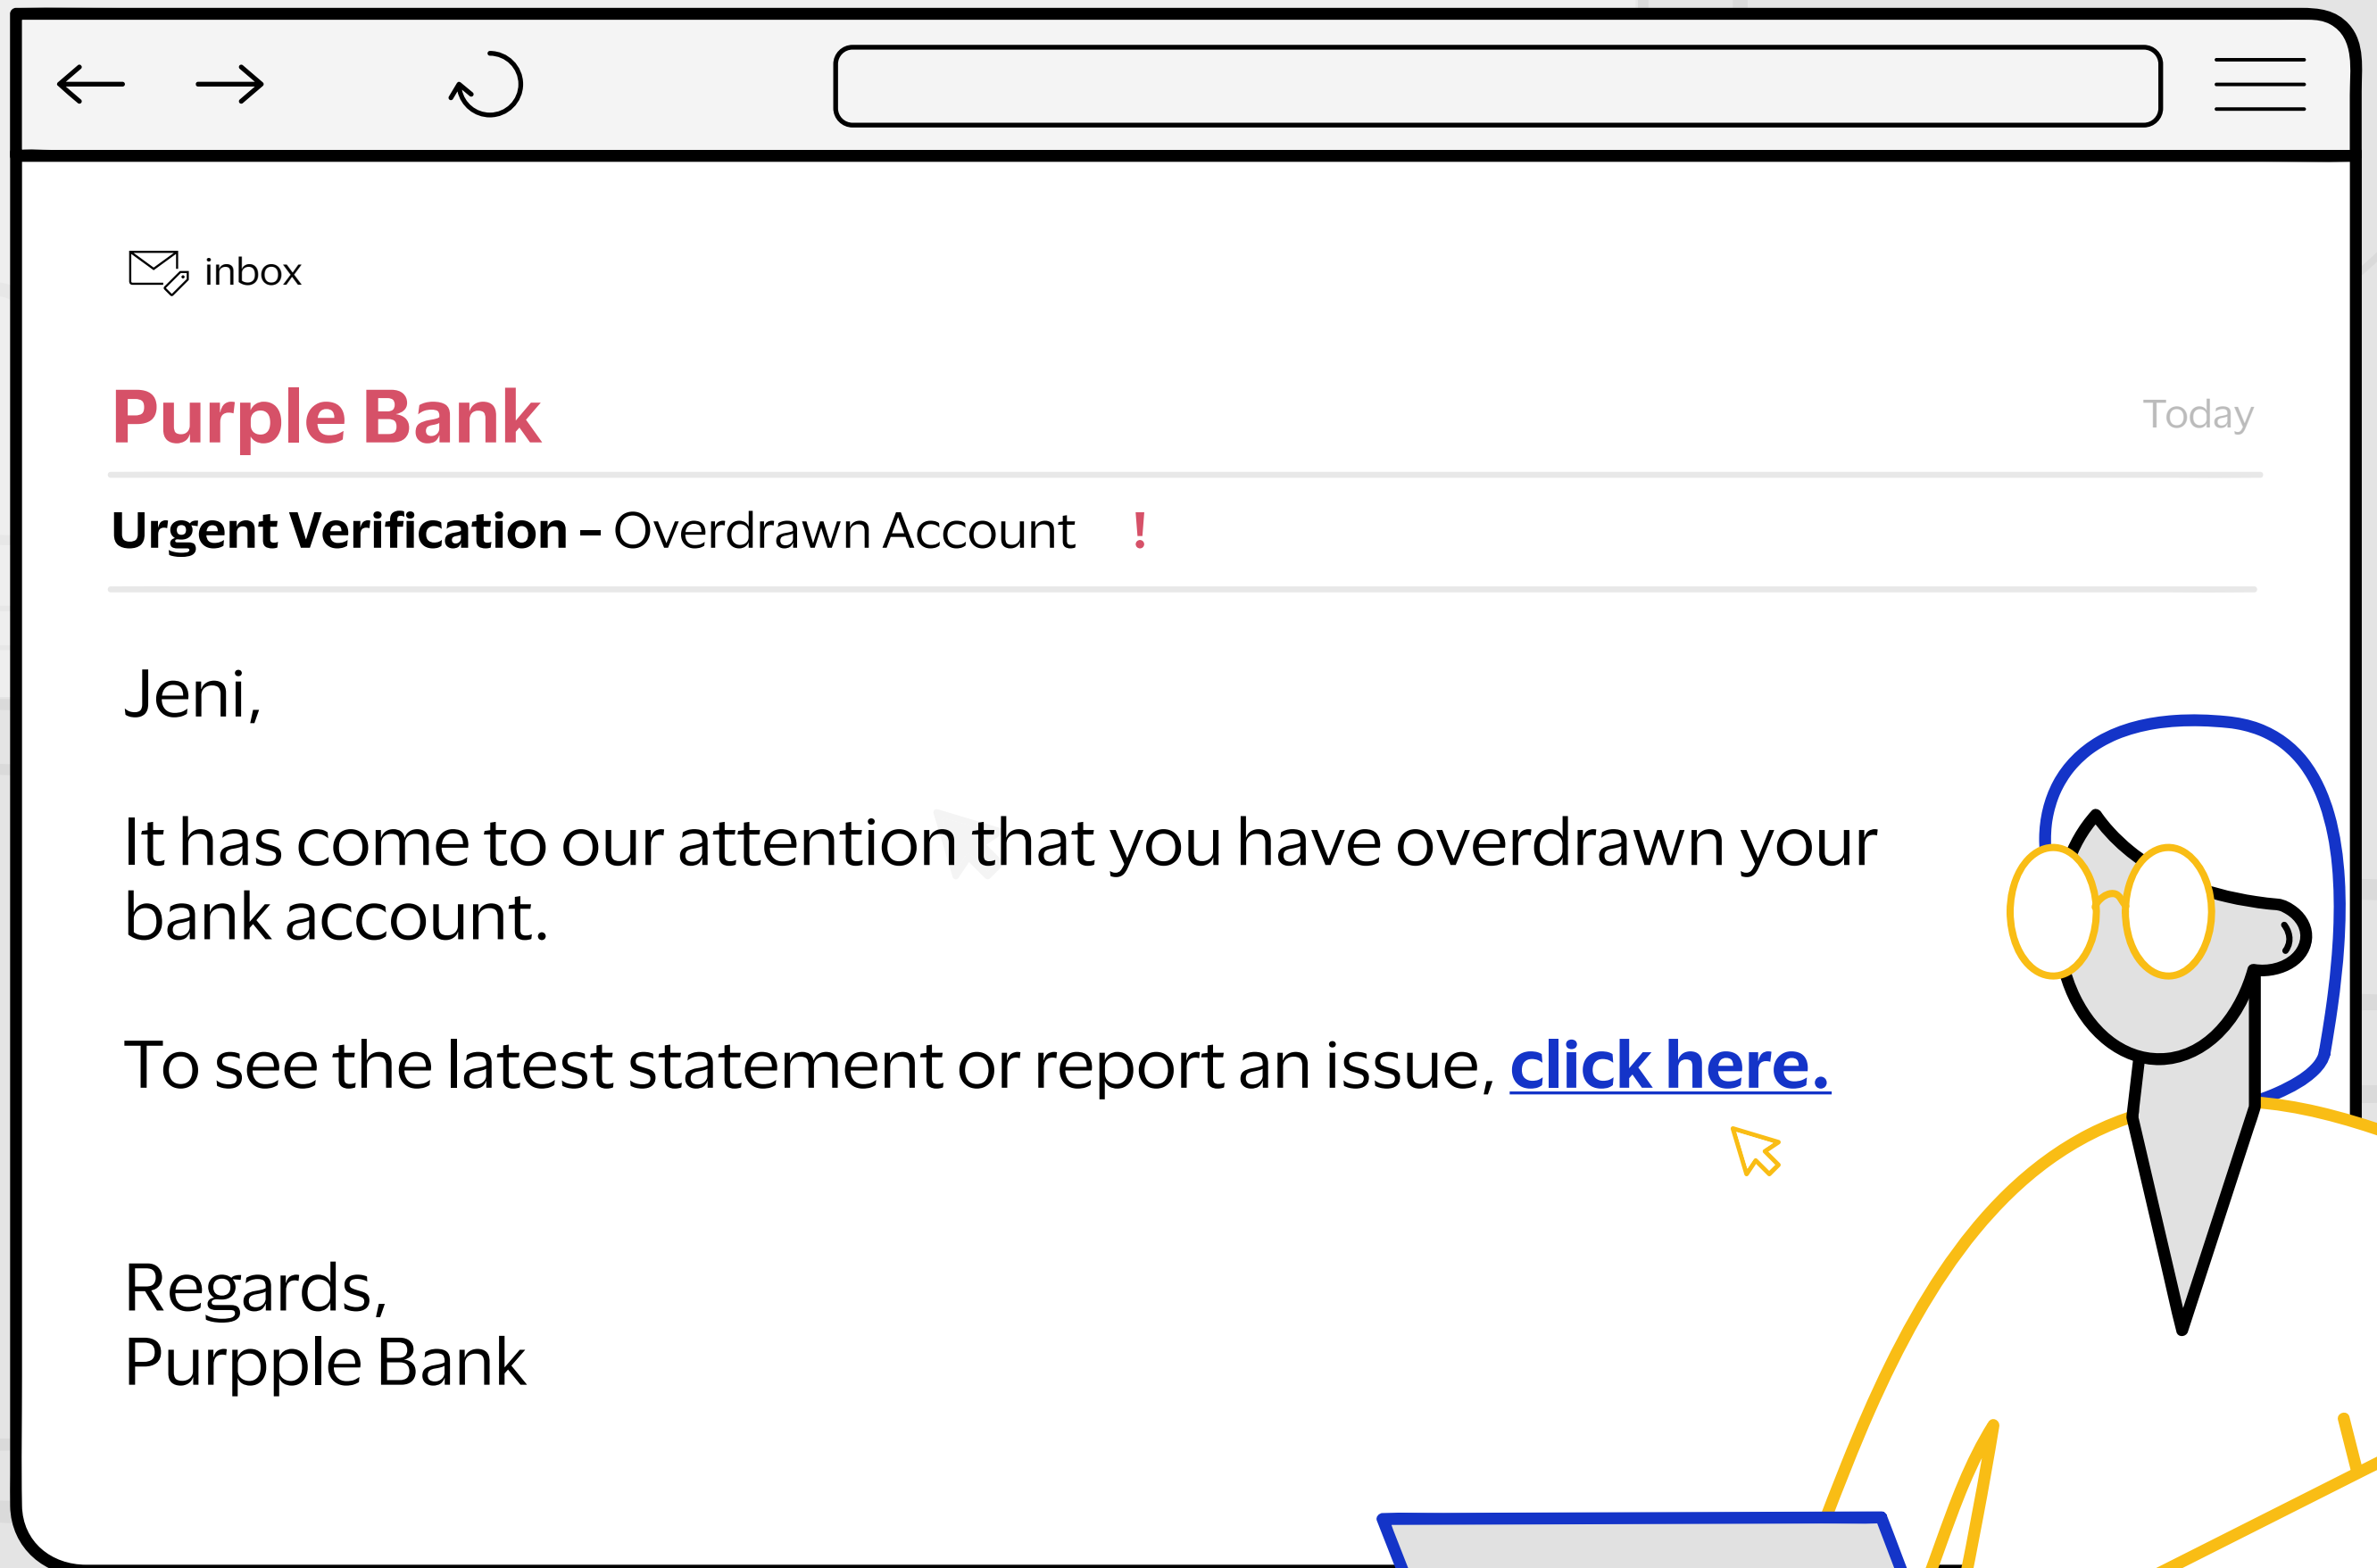 inbox
Purple Bank
Today
Urgent Verification – Overdrawn Account !
Jeni,
It has come to our attention that you have overdrawn your
bank account.
To see the latest statement or report an issue, click here.
Regards,
Purpple Bank